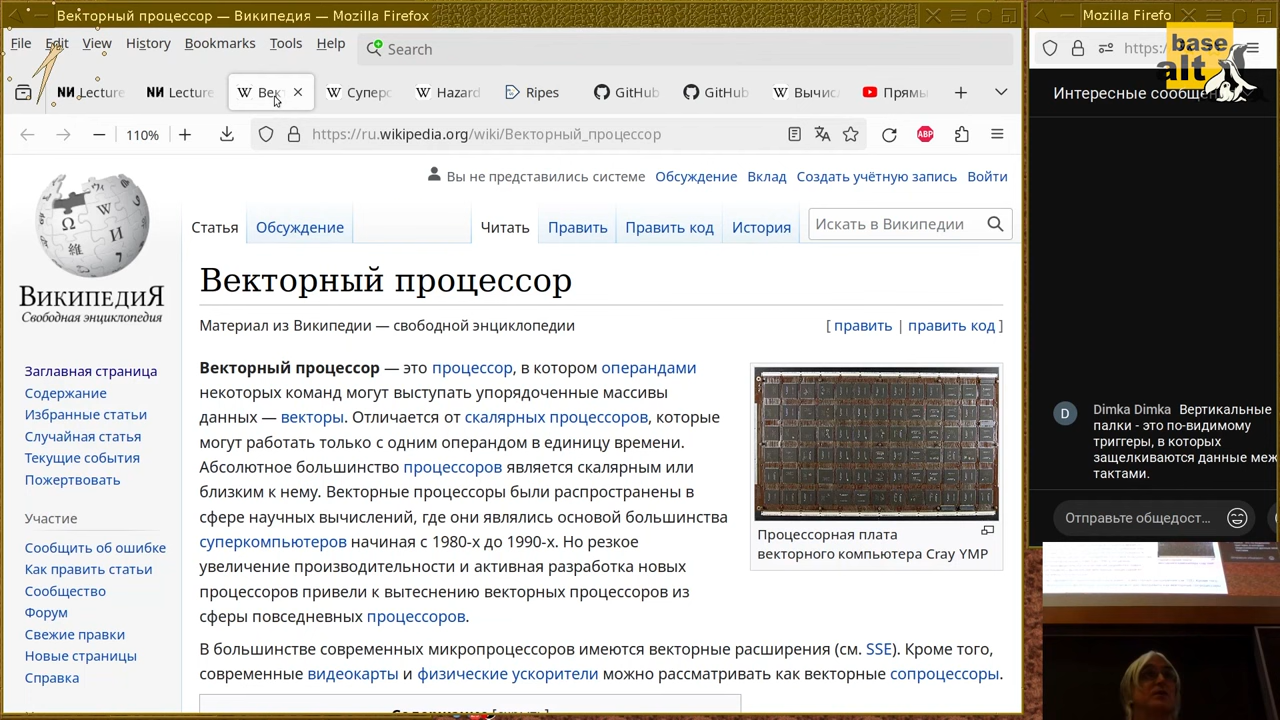 Векторный процессор — Википедия — Mozilla Firefox
Mozilla Firefo
File Edit View History Bookmarks Tools Help
Search
Lecture
Lecture
Век
Суперс
Hazard
Ripes
GitHub
GitHub
Вычис
Прямы
110%
https://ru.wikipedia.org/wiki/Векторный_процессор
ABP
https:/
base
alt
Интересные сообщен
Вы не представились системе Обсуждение Вклад Создать учётную запись Войти
Статья Обсуждение Читать Править Править код История
Искать в Википедии
ВикипедиЯ
Свободная энциклопедия
Заглавная страница
Содержание
Избранные статьи
Случайная статья
Текущие события
Пожертвовать
Участие
Сообщить об ошибке
Как править статьи
Сообщество
Форум
Свежие правки
Новые страницы
Справка
Векторный процессор
Материал из Википедии — свободной энциклопедии
[ править | править код ]
Векторный процессор — это процессор, в котором операндами
некоторых команд могут выступать упорядоченные массивы
данных — векторы. Отличается от скалярных процессоров, которые
могут работать только с одним операндом в единицу времени.
Абсолютное большинство процессоров является скалярным или
близким к нему. Векторные процессоры были распространены в
сфере научных вычислений, где они являлись основой большинства
суперкомпьютеров начиная с 1980-х до 1990-х. Но резкое
увеличение производительности и активная разработка новых
процессоров привели к вытеснению векторных процессоров из
сферы повседневных процессоров.
Процессорная плата
векторного компьютера Cray YMP
В большинстве современных микропроцессоров имеются векторные расширения (см. SSE). Кроме того,
современные видеокарты и физические ускорители можно рассматривать как векторные сопроцессоры.
Содержание [скрыть]
D
Dimka Dimka Вертикальные
палки - это по-видимому
триггеры, в которых
защелкиваются данные меж
тактами.
Отправьте общедост...